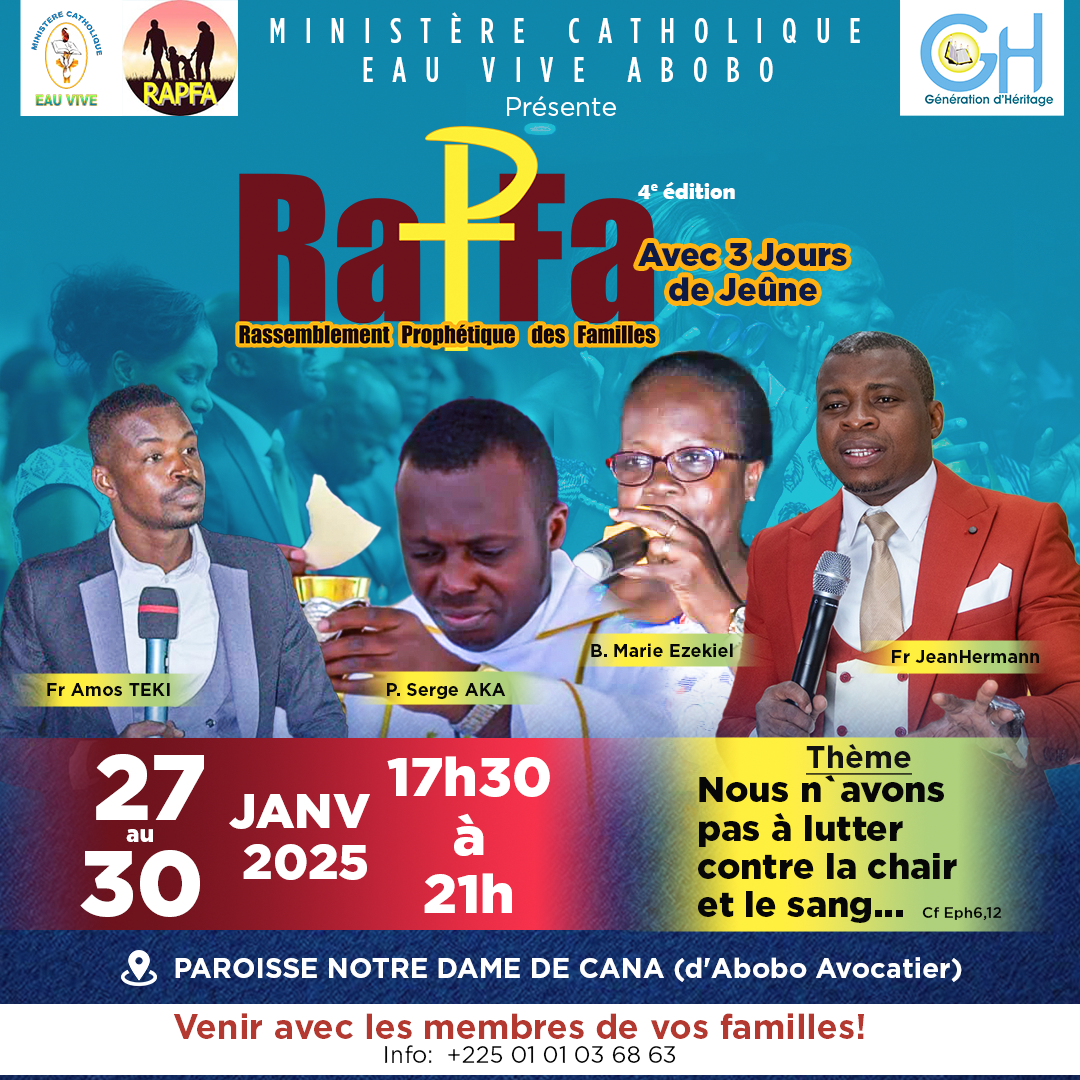 MINISTÈRE CATHOLIQUE
EAU VIVE
RAPFA
MINISTÈRE CATHOLIQUE
EAU VIVE ABOBO
Présente
GH
Génération d'Héritage
RaPFa
4e édition
Avec 3 Jours
de Jeûne
Rassemblement Prophétique des Familles
Fr Amos TEKI
P. Serge AKA
B. Marie Ezekiel
Fr JeanHermann
27
au
30
JANV
2025
17h30
à
21h
Thème
Nous n`avons
pas à lutter
contre la chair
et le sang... Cf Eph6,12
PAROISSE NOTRE DAME DE CANA (d'Abobo Avocatier)
Venir avec les membres de vos familles!
Info: +225 01 01 03 68 63